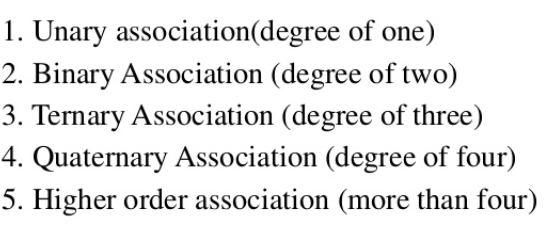 1. Unary association(degree of one)
2. Binary Association (degree of two)
3. Ternary Association (degree of three)
4. Quaternary Association (degree of four)
5. Higher order association (more than four)